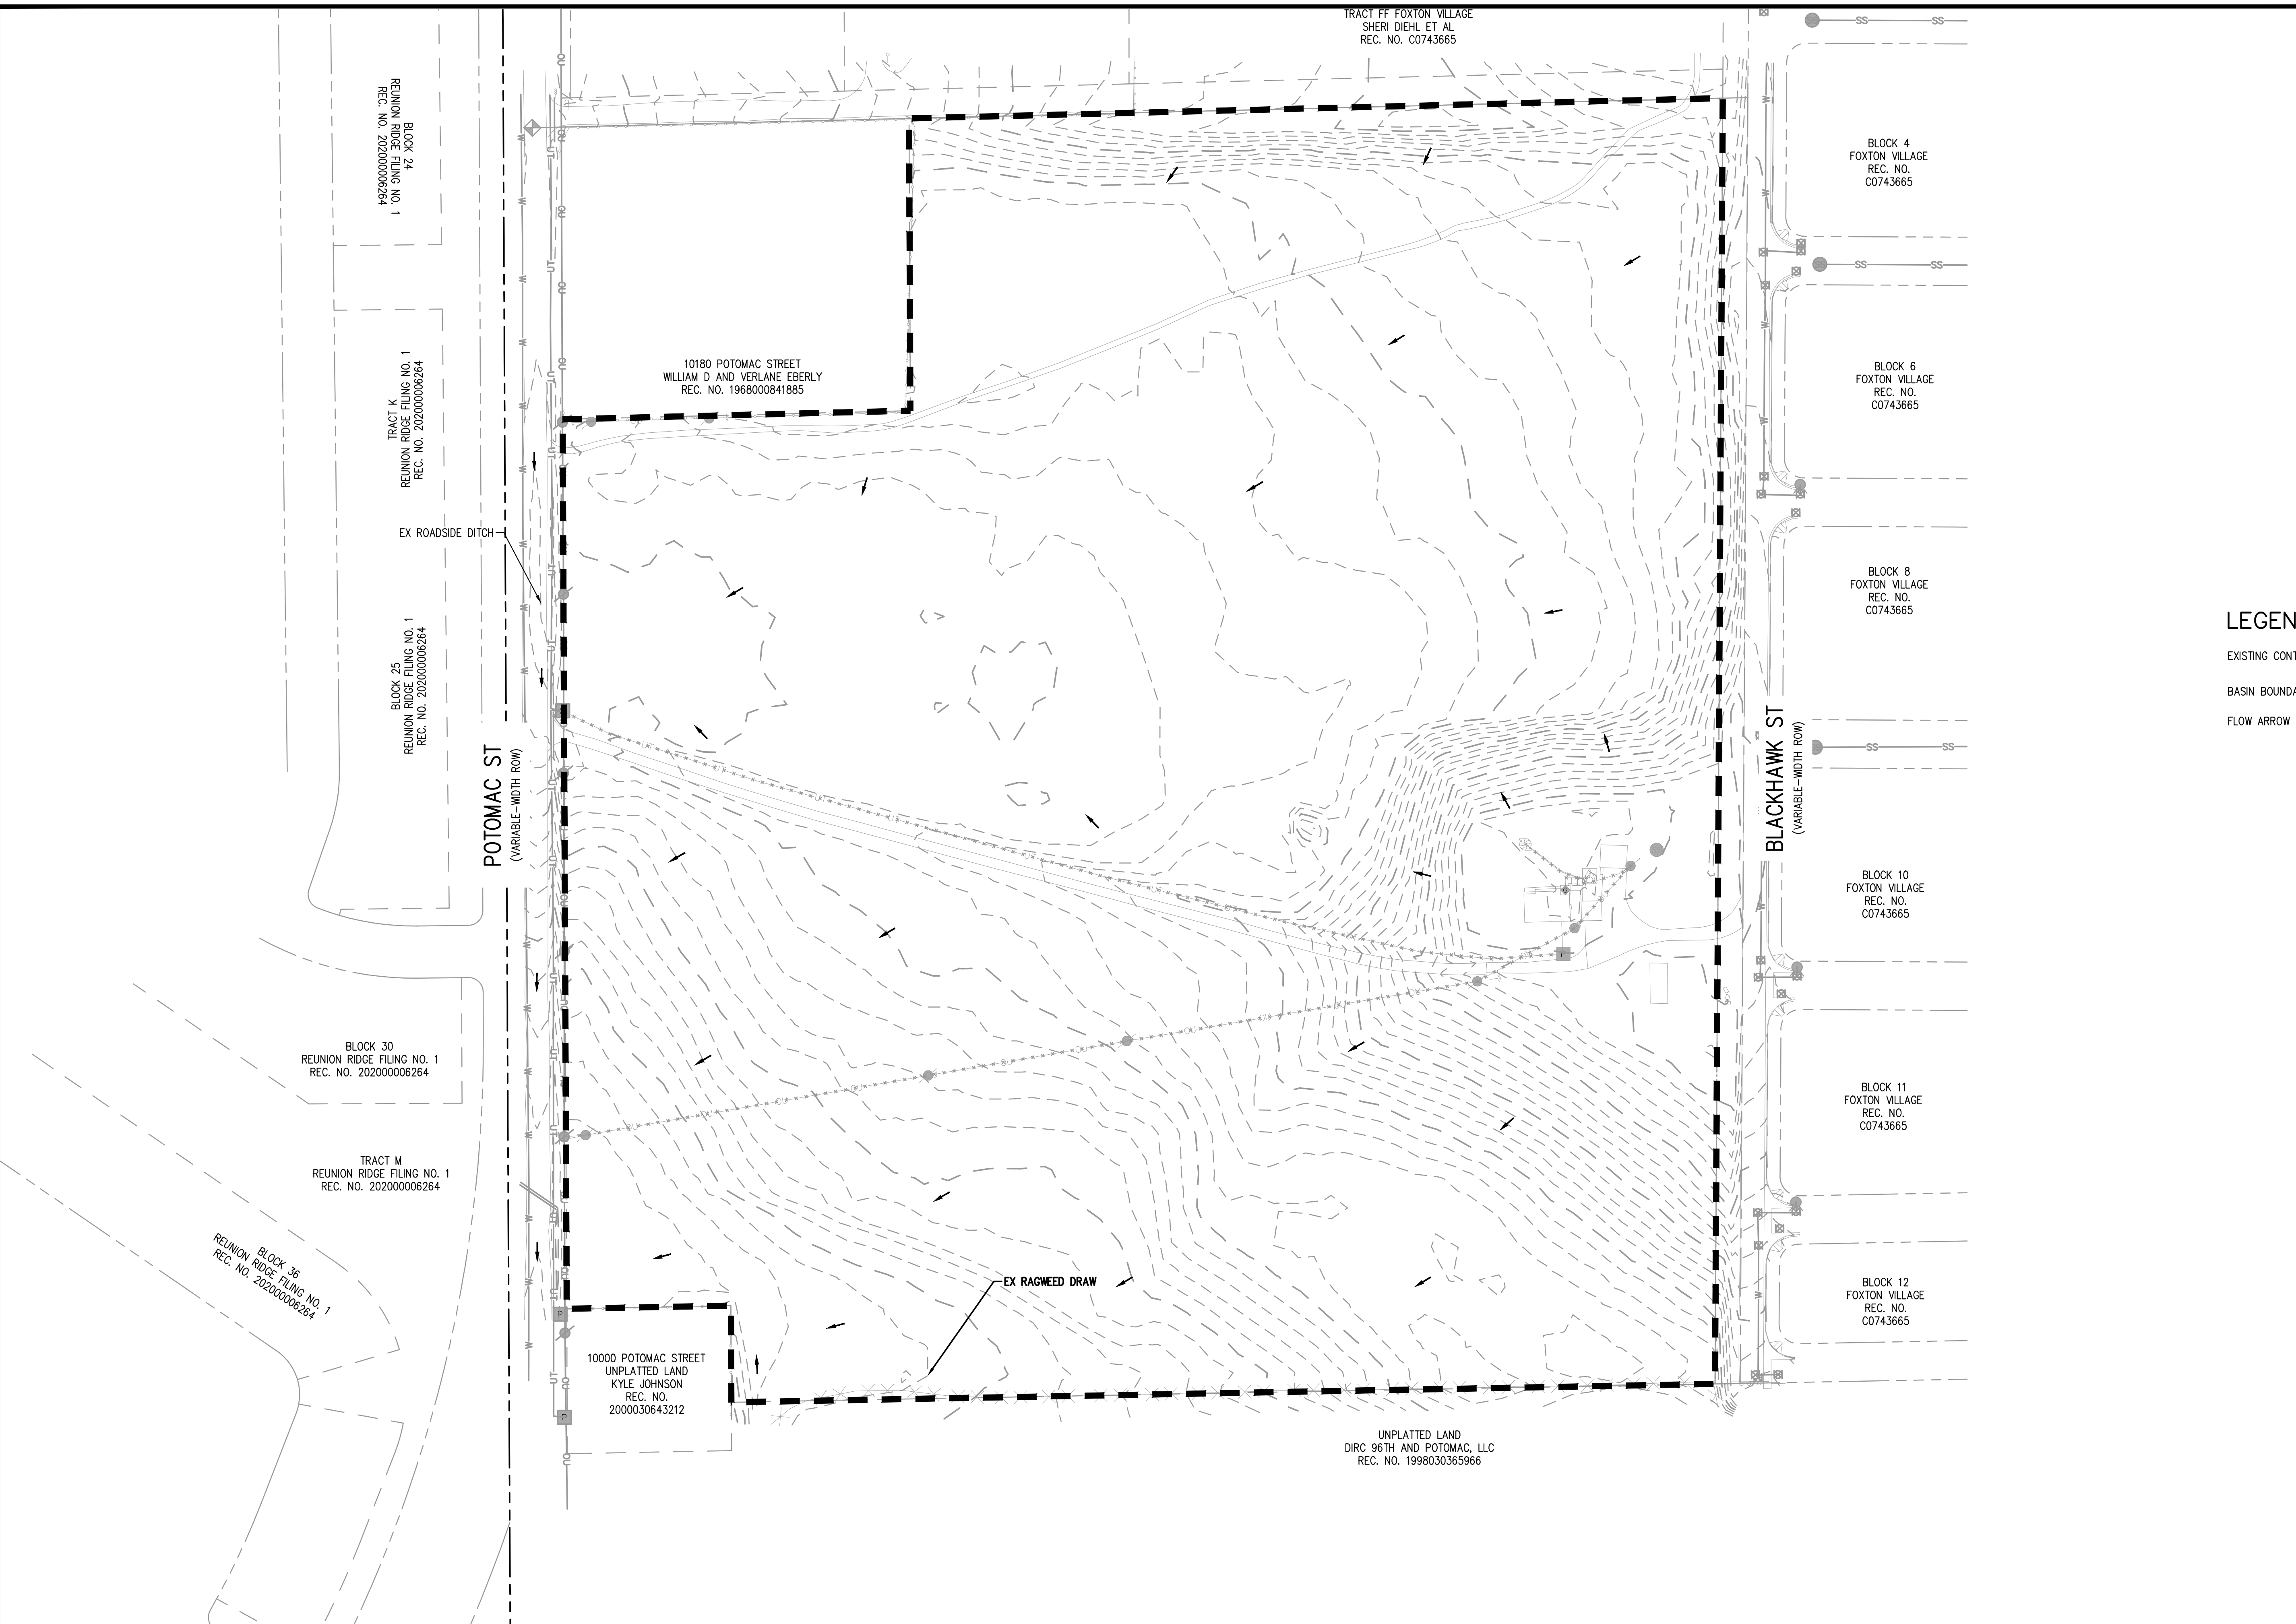 TRACT FF FOXTON VILLAGE
SHERI DIEHL ET AL
REC. NO. C0743665
BLOCK 24
REUNION RIDGE FILING NO. 1
REC. NO. 202000006264
BLOCK 4
FOXTON VILLAGE
REC. NO.
C0743665
10180 POTOMAC STREET
WILLIAM D AND VERLANE EBERLY
REC. NO. 1968000841885
TRACT K
REUNION RIDGE FILING NO. 1
REC. NO. 202000006264
BLOCK 6
FOXTON VILLAGE
REC. NO.
C0743665
EX ROADSIDE DITCH
BLOCK 8
FOXTON VILLAGE
REC. NO.
C0743665
BLOCK 25
REUNION RIDGE FILING NO. 1
REC. NO. 202000006264
LEGEN
EXISTING CONT
BASIN BOUNDA
FLOW ARROW
POTOMAC ST
(VARIABLE-WIDTH ROW)
BLACKHAWK ST
(VARIABLE-WIDTH ROW)
BLOCK 10
FOXTON VILLAGE
REC. NO.
C0743665
BLOCK 30
REUNION RIDGE FILING NO. 1
REC. NO. 202000006264
BLOCK 11
FOXTON VILLAGE
REC. NO.
C0743665
TRACT M
REUNION RIDGE FILING NO. 1
REC. NO. 202000006264
BLOCK 36
REUNION RIDGE FILING NO. 1
REC. NO. 202000006264
EX RAGWEED DRAW
BLOCK 12
FOXTON VILLAGE
REC. NO.
C0743665
10000 POTOMAC STREET
UNPLATTED LAND
KYLE JOHNSON
REC. NO.
2000030643212
UNPLATTED LAND
DIRC 96TH AND POTOMAC, LLC
REC. NO. 1998030365966
SS
SS
SS
SS
SS
SS
P
P
P